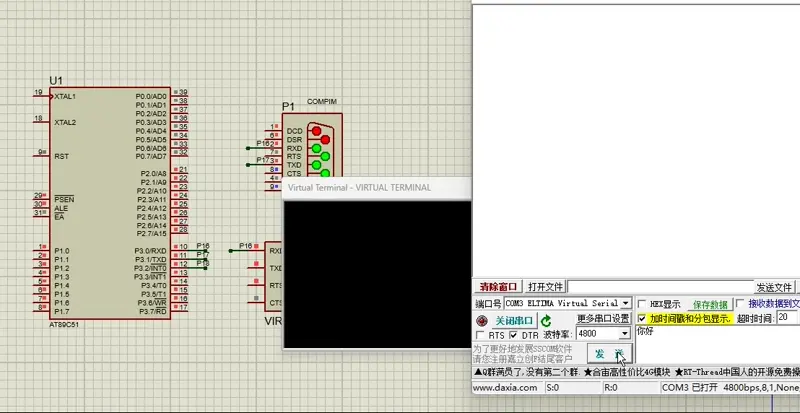 U1
19 XTAL1
18 XTAL2
9 RST
29 PSEN
30 ALE
31 EA
1 P1.0
2 P1.1
3 P1.2
4 P1.3
5 P1.4
6 P1.5
7 P1.6
8 P1.7
P0.0/AD0 39
P0.1/AD1 38
P0.2/AD2 37
P0.3/AD3 36
P0.4/AD4 35
P0.5/AD5 34
P0.6/AD6 33
P0.7/AD7 32
P2.0/A8 21
P2.1/A9 22
P2.2/A10 23
P2.3/A11 24
P2.4/A12 25
P2.5/A13 26
P2.6/A14 27
P2.7/A15 28
P3.0/RXD 10 P16
P3.1/TXD 11 P17
P3.2/INT0 12 P18
P3.3/INT1 13
P3.4/T0 14
P3.5/T1 15
P3.6/WR 16
P3.7/RD 17
AT89C51
P1
COMPIM
1 DCD
6 DSR
P16 2 RXD
7 RTS
P17 3 TXD
8 CTS
4
9
Virtual Terminal - VIRTUAL TERMINAL
P16 RX
TX
RTS
CTS
VIR
清除窗口 打开文件 发送文件
端口号 COM3 ELTIMA Virtual Serial HEX显示 保存数据 接收数据到文
关闭串口 更多串口设置 加时间戳和分包显示, 超时时间: 20
RTS DTR 波特率: 4800 你好
为了更好地发展SSCOM软件
请您注册嘉立创F结尾客户
发 送
▲Q群满员了,没有第二个群. ★合宙高性价比4G模块 ★RT-Thread中国人的开源免费操
www.daxia.com S:0 R:0 COM3 已打开 4800bps,8,1,None